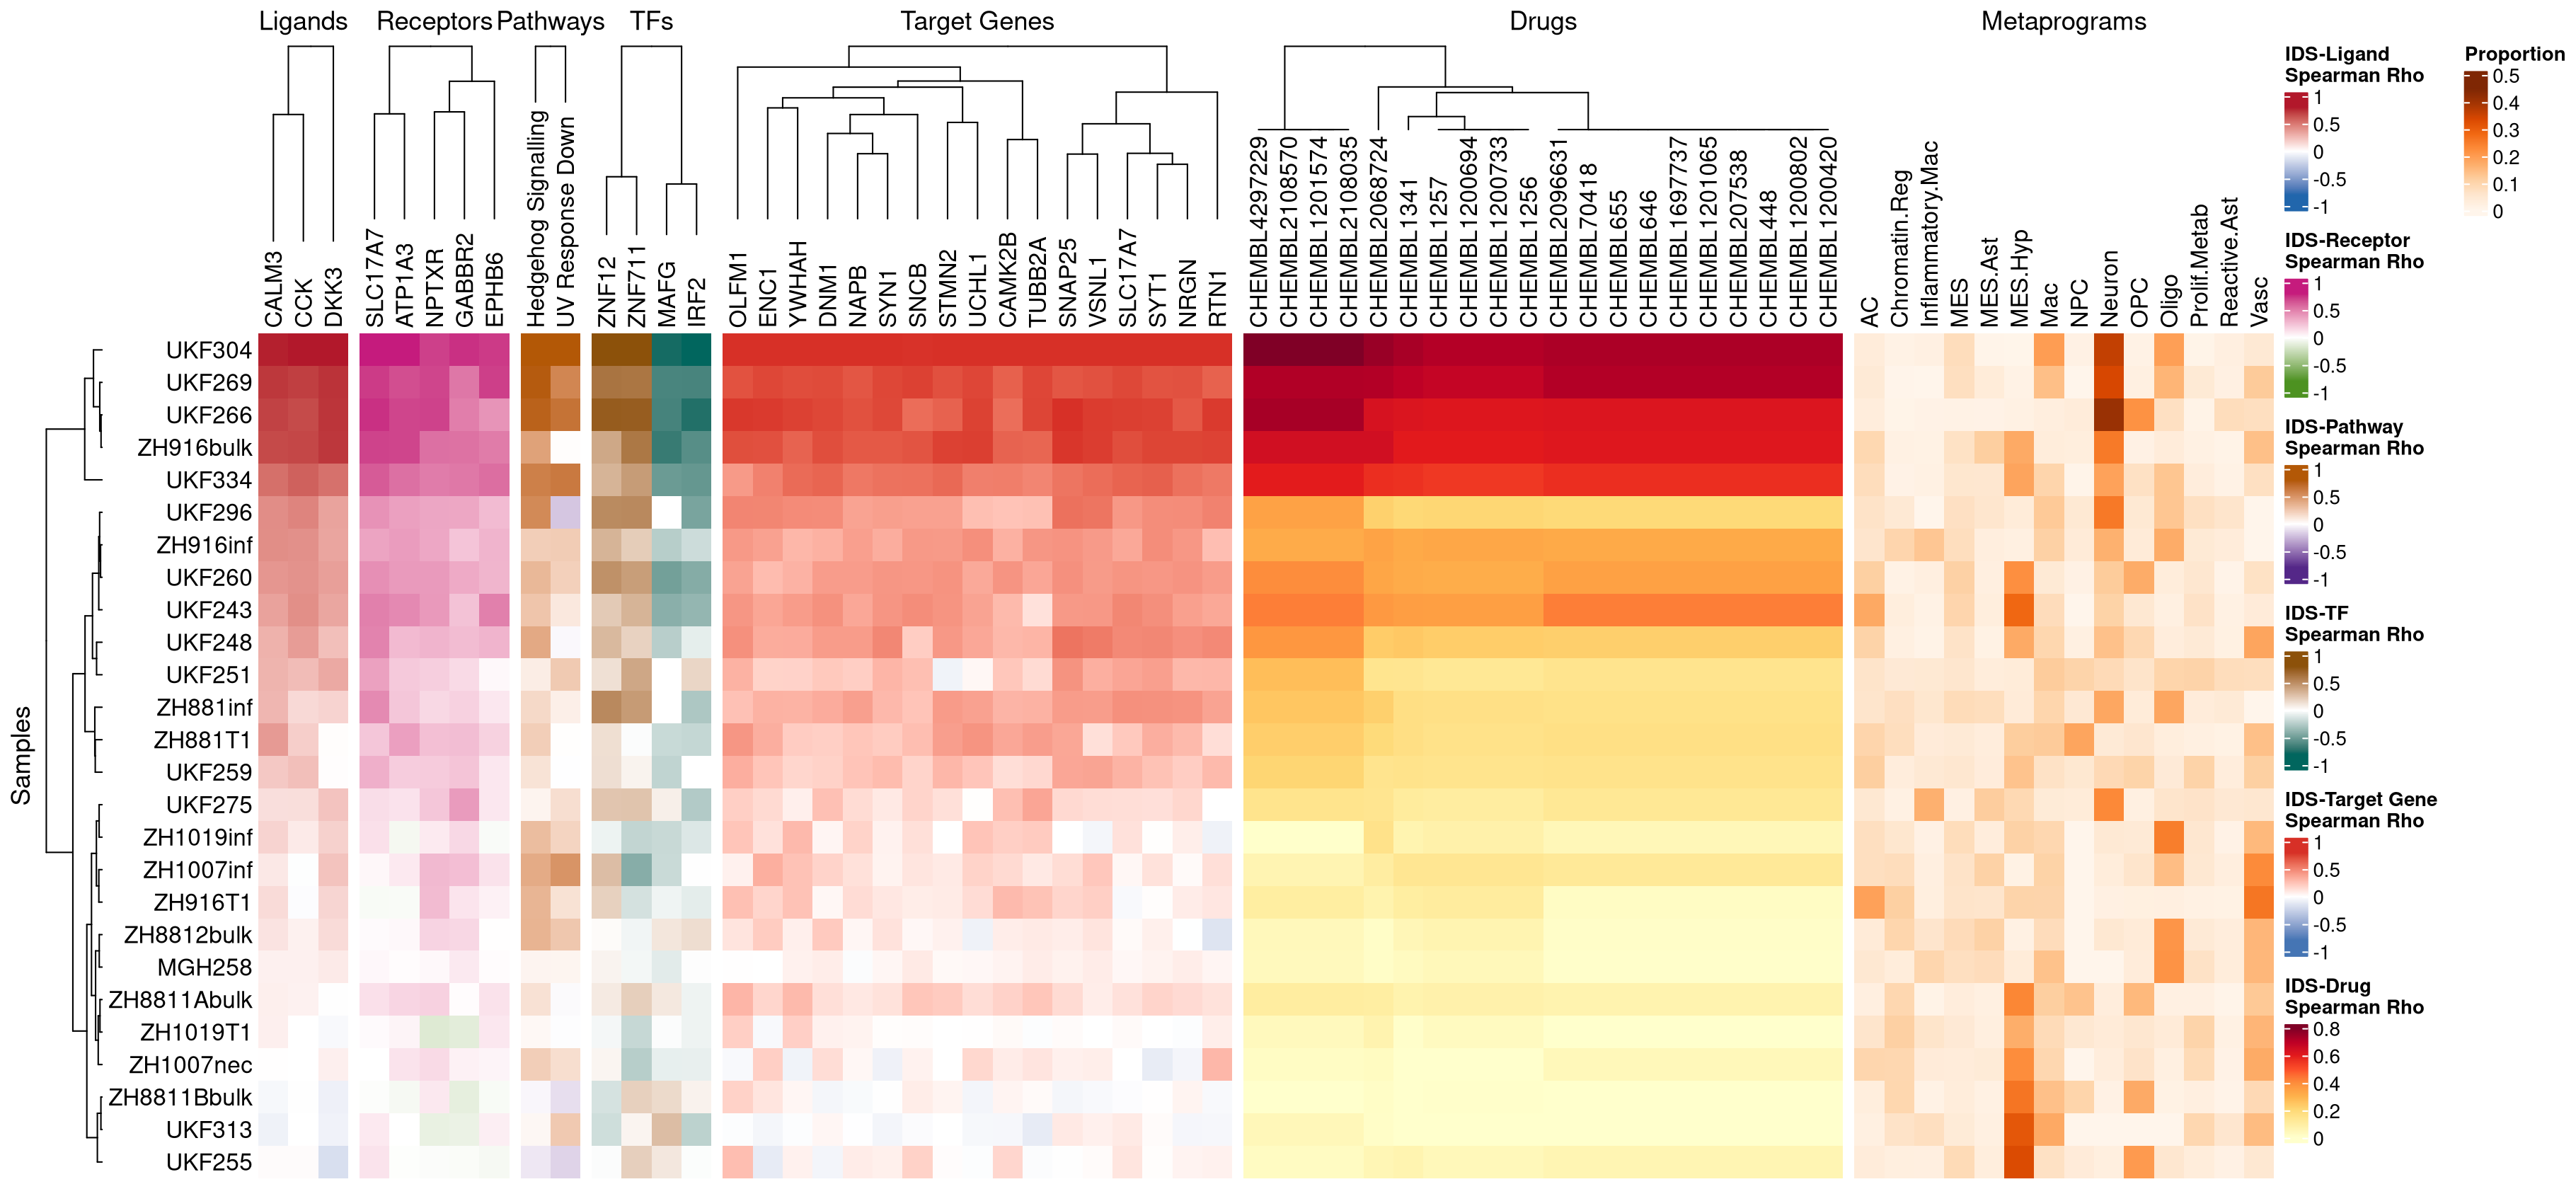 Ligands Receptors Pathways TFs Target Genes Drugs Metaprograms
CALM3
CCK
DKK3
SLC17A7
ATP1A3
NPTXR
GABBR2
EPHB6
Hedgehog Signalling
UV Response Down
ZNF12
ZNF711
MAFG
IRF2
OLFM1
ENC1
YWHAH
DNM1
NAPB
SYN1
SNCB
STMN2
UCHL1
CAMK2B
TUBB2A
SNAP25
VSNL1
SLC17A7
SYT1
NRGN
RTN1
CHEMBL4297229
CHEMBL2108570
CHEMBL1201574
CHEMBL2108035
CHEMBL2068724
CHEMBL1341
CHEMBL1257
CHEMBL1200694
CHEMBL1200733
CHEMBL1256
CHEMBL2096631
CHEMBL70418
CHEMBL655
CHEMBL646
CHEMBL1697737
CHEMBL1201065
CHEMBL207538
CHEMBL448
CHEMBL1200802
CHEMBL1200420
AC
Chromatin.Reg
Inflammatory.Mac
MES
MES.Ast
MES.Hyp
Mac
NPC
Neuron
OPC
Oligo
Prolif.Metab
Reactive.Ast
Vasc
Samples
UKF304
UKF269
UKF266
ZH916bulk
UKF334
UKF296
ZH916inf
UKF260
UKF243
UKF248
UKF251
ZH881inf
ZH881T1
UKF259
UKF275
ZH1019inf
ZH1007inf
ZH916T1
ZH8812bulk
MGH258
ZH8811Abulk
ZH1019T1
ZH1007nec
ZH8811Bbulk
UKF313
UKF255
IDS-Ligand
Spearman Rho
1
0.5
0
-0.5
-1
IDS-Receptor
Spearman Rho
1
0.5
0
-0.5
-1
IDS-Pathway
Spearman Rho
1
0.5
0
-0.5
-1
IDS-TF
Spearman Rho
1
0.5
0
-0.5
-1
IDS-Target Gene
Spearman Rho
1
0.5
0
-0.5
-1
IDS-Drug
Spearman Rho
0.8
0.6
0.4
0.2
0
Proportion
0.5
0.4
0.3
0.2
0.1
0